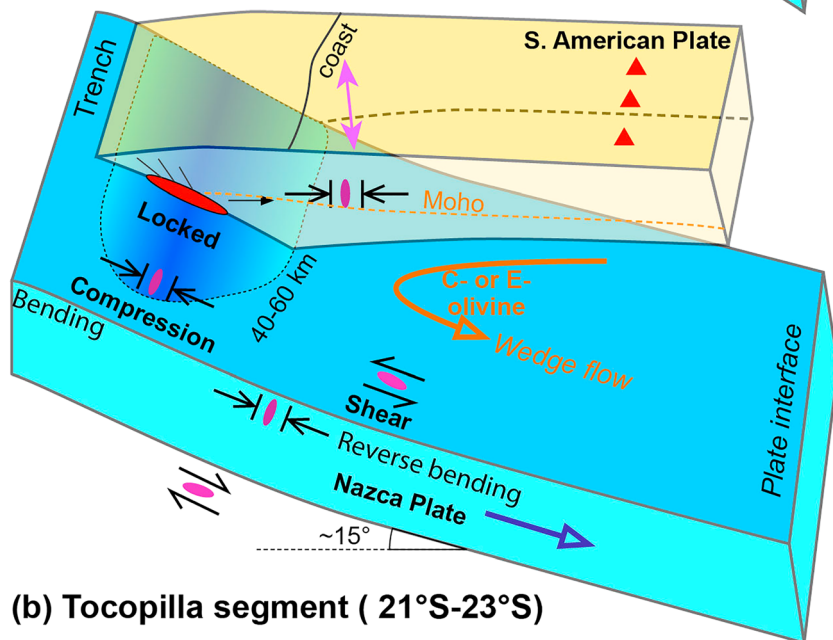 S. American Plate
coast
Trench
Moho
Locked
40-60 km
Compression
Bending
C- or E-
olivine
Wedge flow
Shear
Plate interface
Reverse bending
Nazca Plate
~15°
(b) Tocopilla segment ( 21°S-23°S)